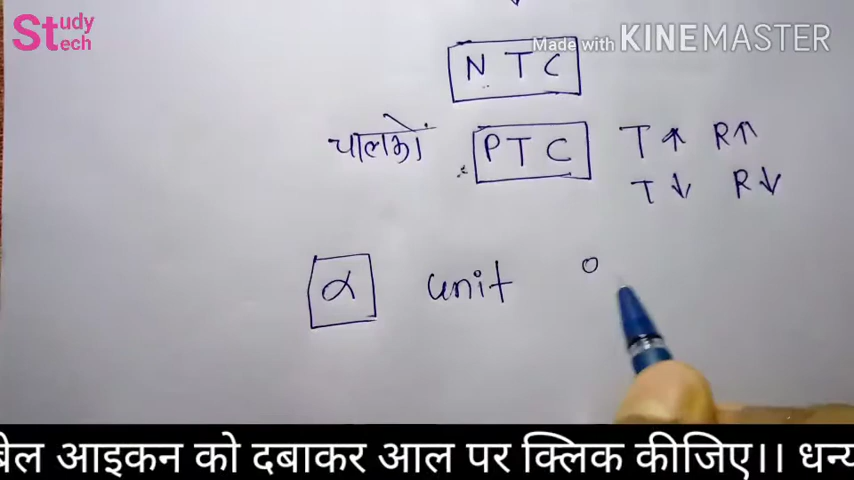 Study
tech
Made with KINEMASTER
N T C
चालकों PTC T↑ R↑
T↓ R↓
α unit °
बेल आइकन को दबाकर आल पर क्लिक कीजिए।। धन्य